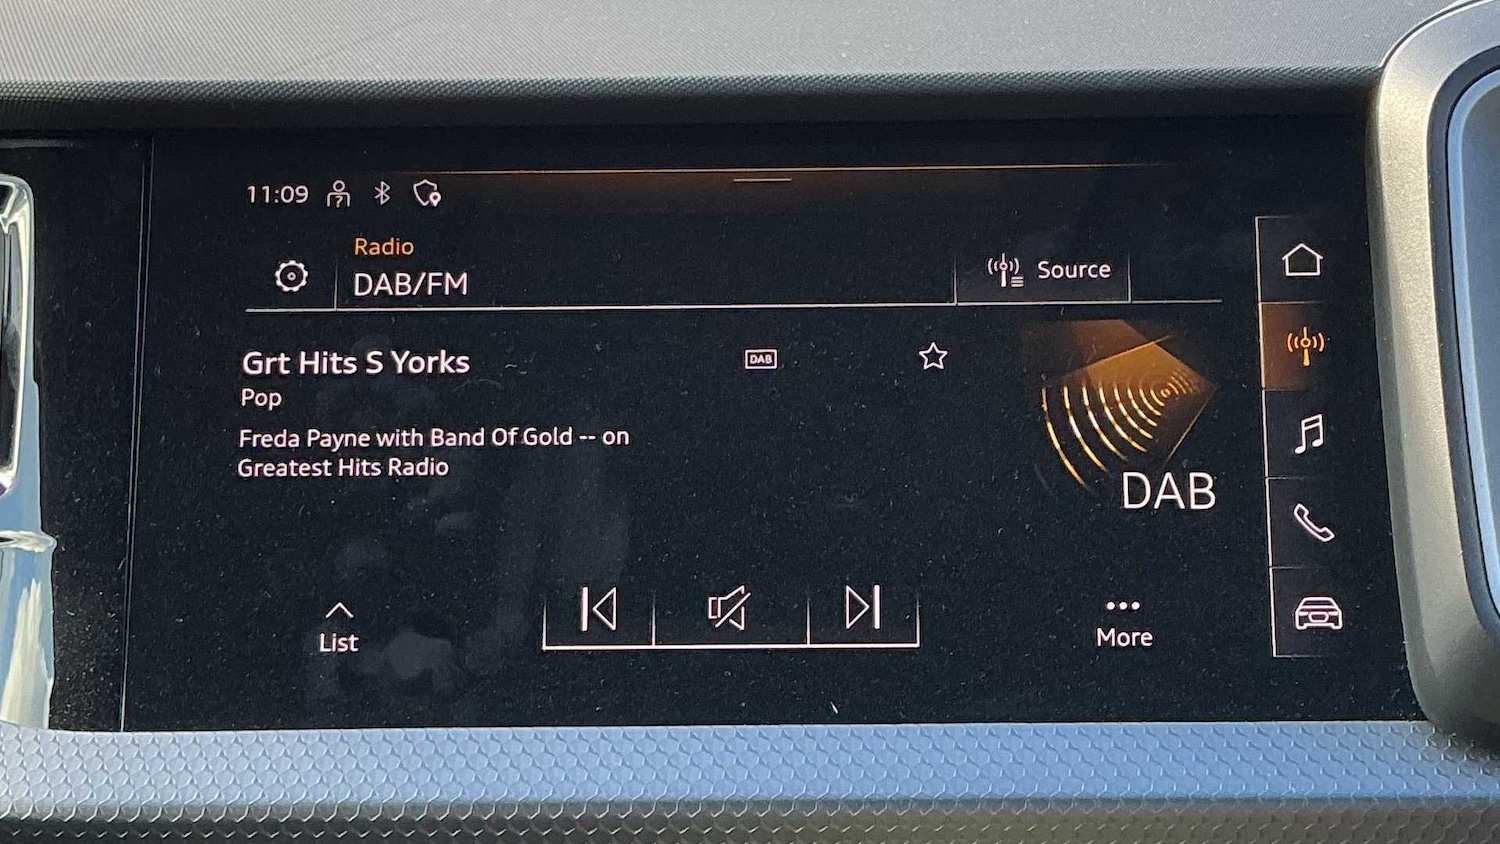 11:09
Radio
DAB/FM
Source
Grt Hits S Yorks
DAB
Pop
Freda Payne with Band Of Gold -- on
Greatest Hits Radio
DAB
List
More